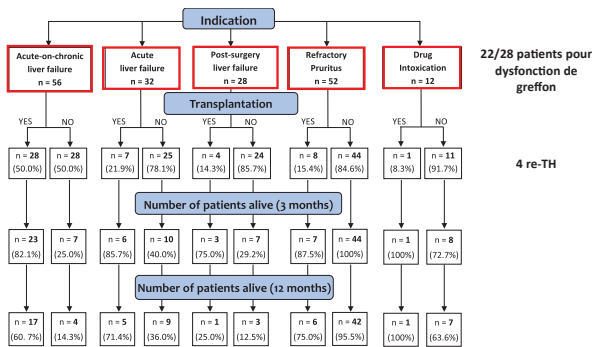 Indication
Acute-on-chronic
liver failure
n = 56
Acute
liver failure
n = 32
Post-surgery
liver failure
n = 28
Refractory
Pruritus
n = 52
Drug
Intoxication
n = 12
22/28 patients pour
dysfonction de
greffon
Transplantation
YES NO YES NO YES NO YES NO YES NO
n = 28 n = 28 n = 7 n = 25 n = 4 n = 24 n = 8 n = 44 n = 1 n = 11
(50.0%) (50.0%) (21.9%) (78.1%) (14.3%) (85.7%) (15.4%) (84.6%) (8.3%) (91.7%)
4 re-TH
Number of patients alive (3 months)
n = 23 n = 7 n = 6 n = 10 n = 3 n = 7 n = 7 n = 44 n = 1 n = 8
(82.1%) (25.0%) (85.7%) (40.0%) (75.0%) (29.2%) (87.5%) (100%) (100%) (72.7%)
Number of patients alive (12 months)
n = 17 n = 4 n = 5 n = 9 n = 1 n = 3 n = 6 n = 42 n = 1 n = 7
(60. 7%) (14.3%) (71.4%) (36.0%) (25.0%) (12.5%) (75.0%) (95.5%) (100%) (63.6%)